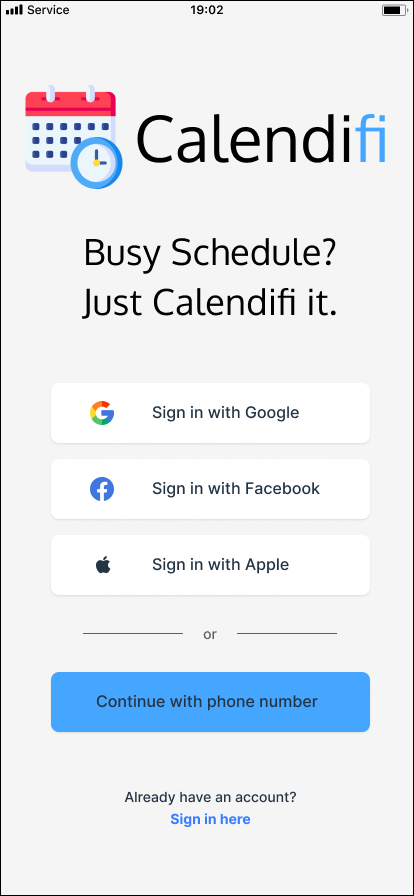 Service
19:02
Calendifi
Busy Schedule?
Just Calendifi it.
Sign in with Google
Sign in with Facebook
Sign in with Apple
or
Continue with phone number
Already have an account?
Sign in here